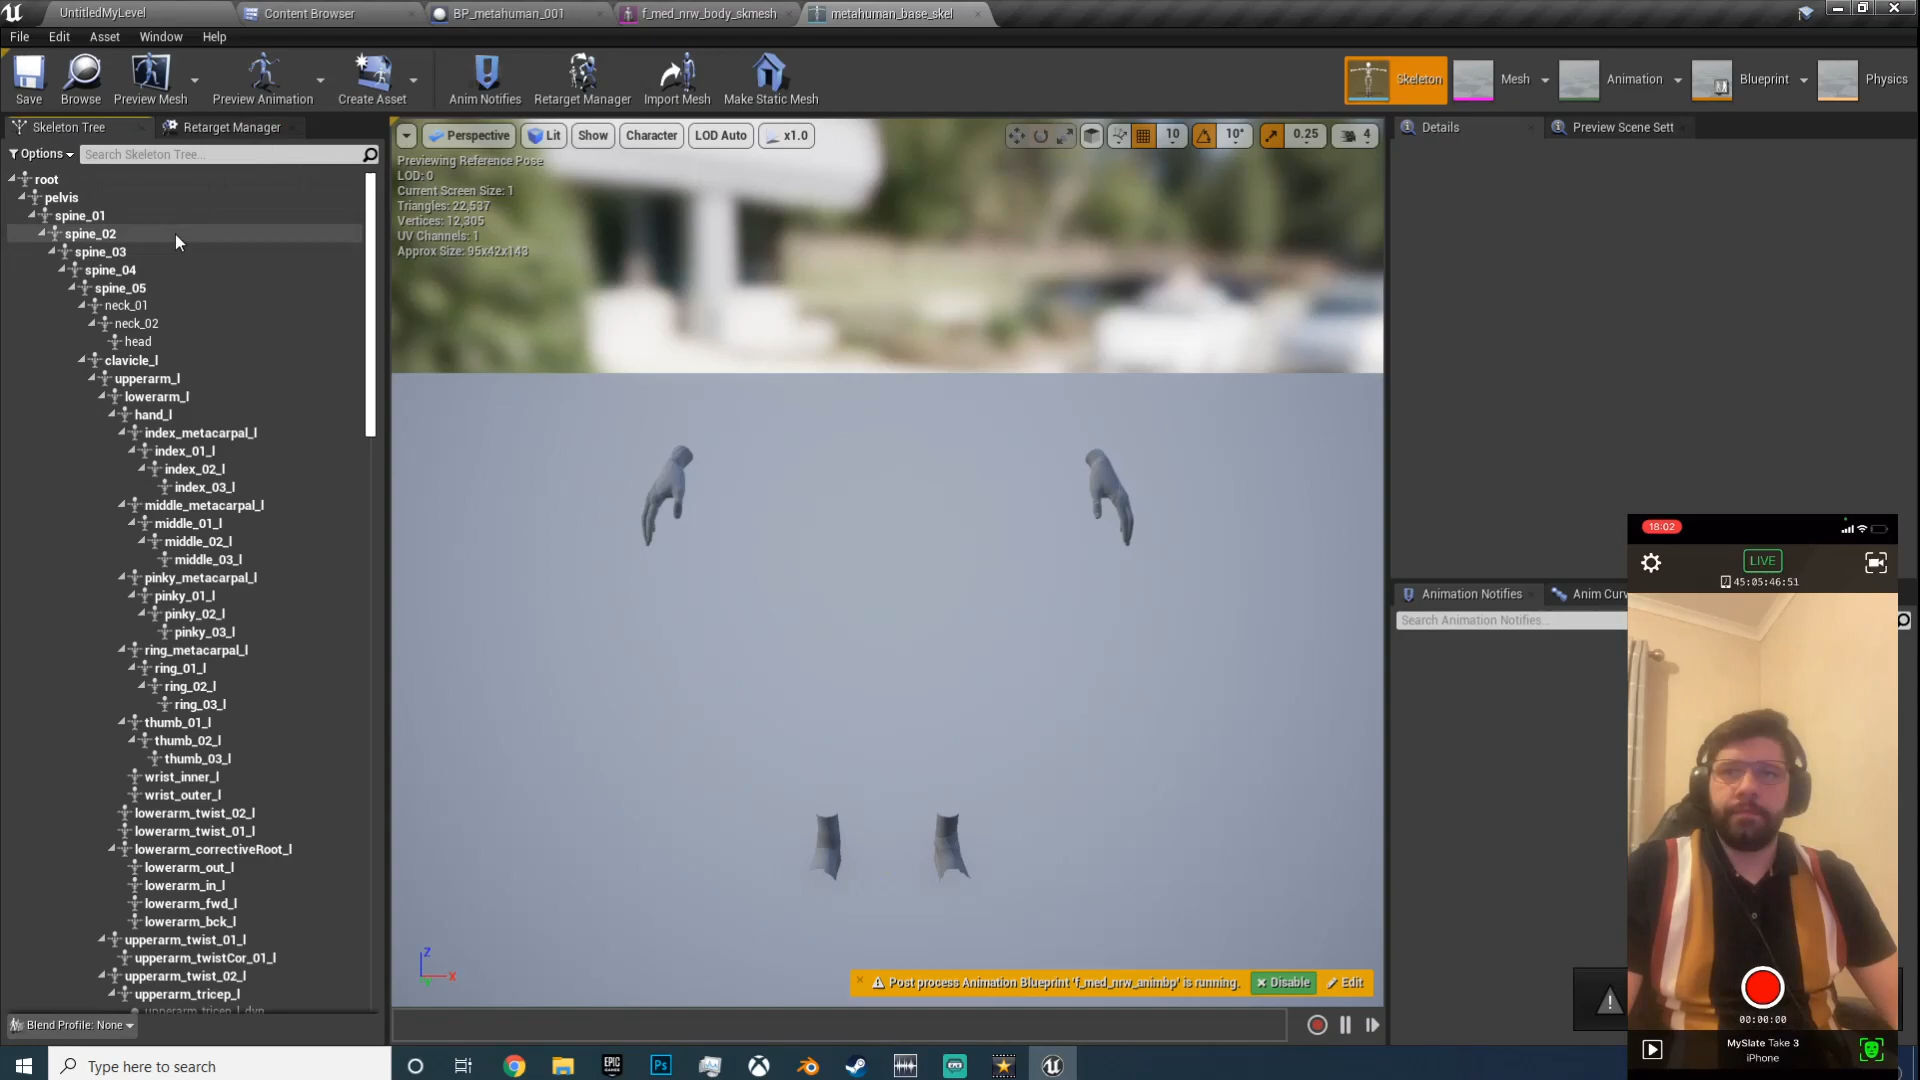 UntitledMyLevel
Content Browser
BP_metahuman_001
f_med_nrw_body_skmesh
metahuman_base_skel
File Edit Asset Window Help
Save
Browse
Preview Mesh
Preview Animation
Create Asset
Anim Notifies
Retarget Manager
Import Mesh
Make Static Mesh
Skeleton
Mesh
Animation
Blueprint
Physics
Skeleton Tree
Retarget Manager
Options
Search Skeleton Tree...
root
pelvis
spine_01
spine_02
spine_03
spine_04
spine_05
neck_01
neck_02
head
clavicle_l
upperarm_l
lowerarm_l
hand_l
index_metacarpal_l
index_01_l
index_02_l
index_03_l
middle_metacarpal_l
middle_01_l
middle_02_l
middle_03_l
pinky_metacarpal_l
pinky_01_l
pinky_02_l
pinky_03_l
ring_metacarpal_l
ring_01_l
ring_02_l
ring_03_l
thumb_01_l
thumb_02_l
thumb_03_l
wrist_inner_l
wrist_outer_l
lowerarm_twist_02_l
lowerarm_twist_01_l
lowerarm_correctiveRoot_l
lowerarm_out_l
lowerarm_in_l
lowerarm_fwd_l
lowerarm_bck_l
upperarm_twist_01_l
upperarm_twistCor_01_l
upperarm_twist_02_l
upperarm_tricep_l
Blend Profile: None
Perspective Lit Show Character LOD Auto x1.0
10 10° 0.25 4
Previewing Reference Pose
LOD: 0
Current Screen Size: 1
Triangles: 22,537
Vertices: 12,305
UV Channels: 1
Approx Size: 95x42x143
Z
X
Post process Animation Blueprint 'f_med_nrw_animbp' is running.
Disable
Edit
Details
Preview Scene Sett
Animation Notifies
Anim Curv
Search Animation Notifies...
18:02
LIVE
45:05:46:51
00:00:00
MySlate Take 3
iPhone
Type here to search
EPIC
GAMES
Ps